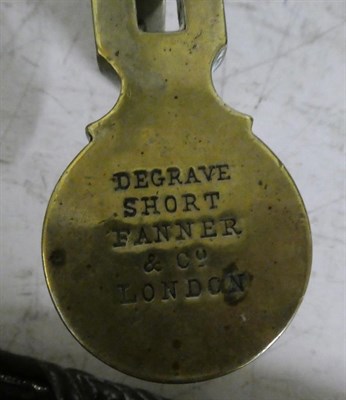 DEGRAVE
SHORT
FANNER
& Co
LONDON